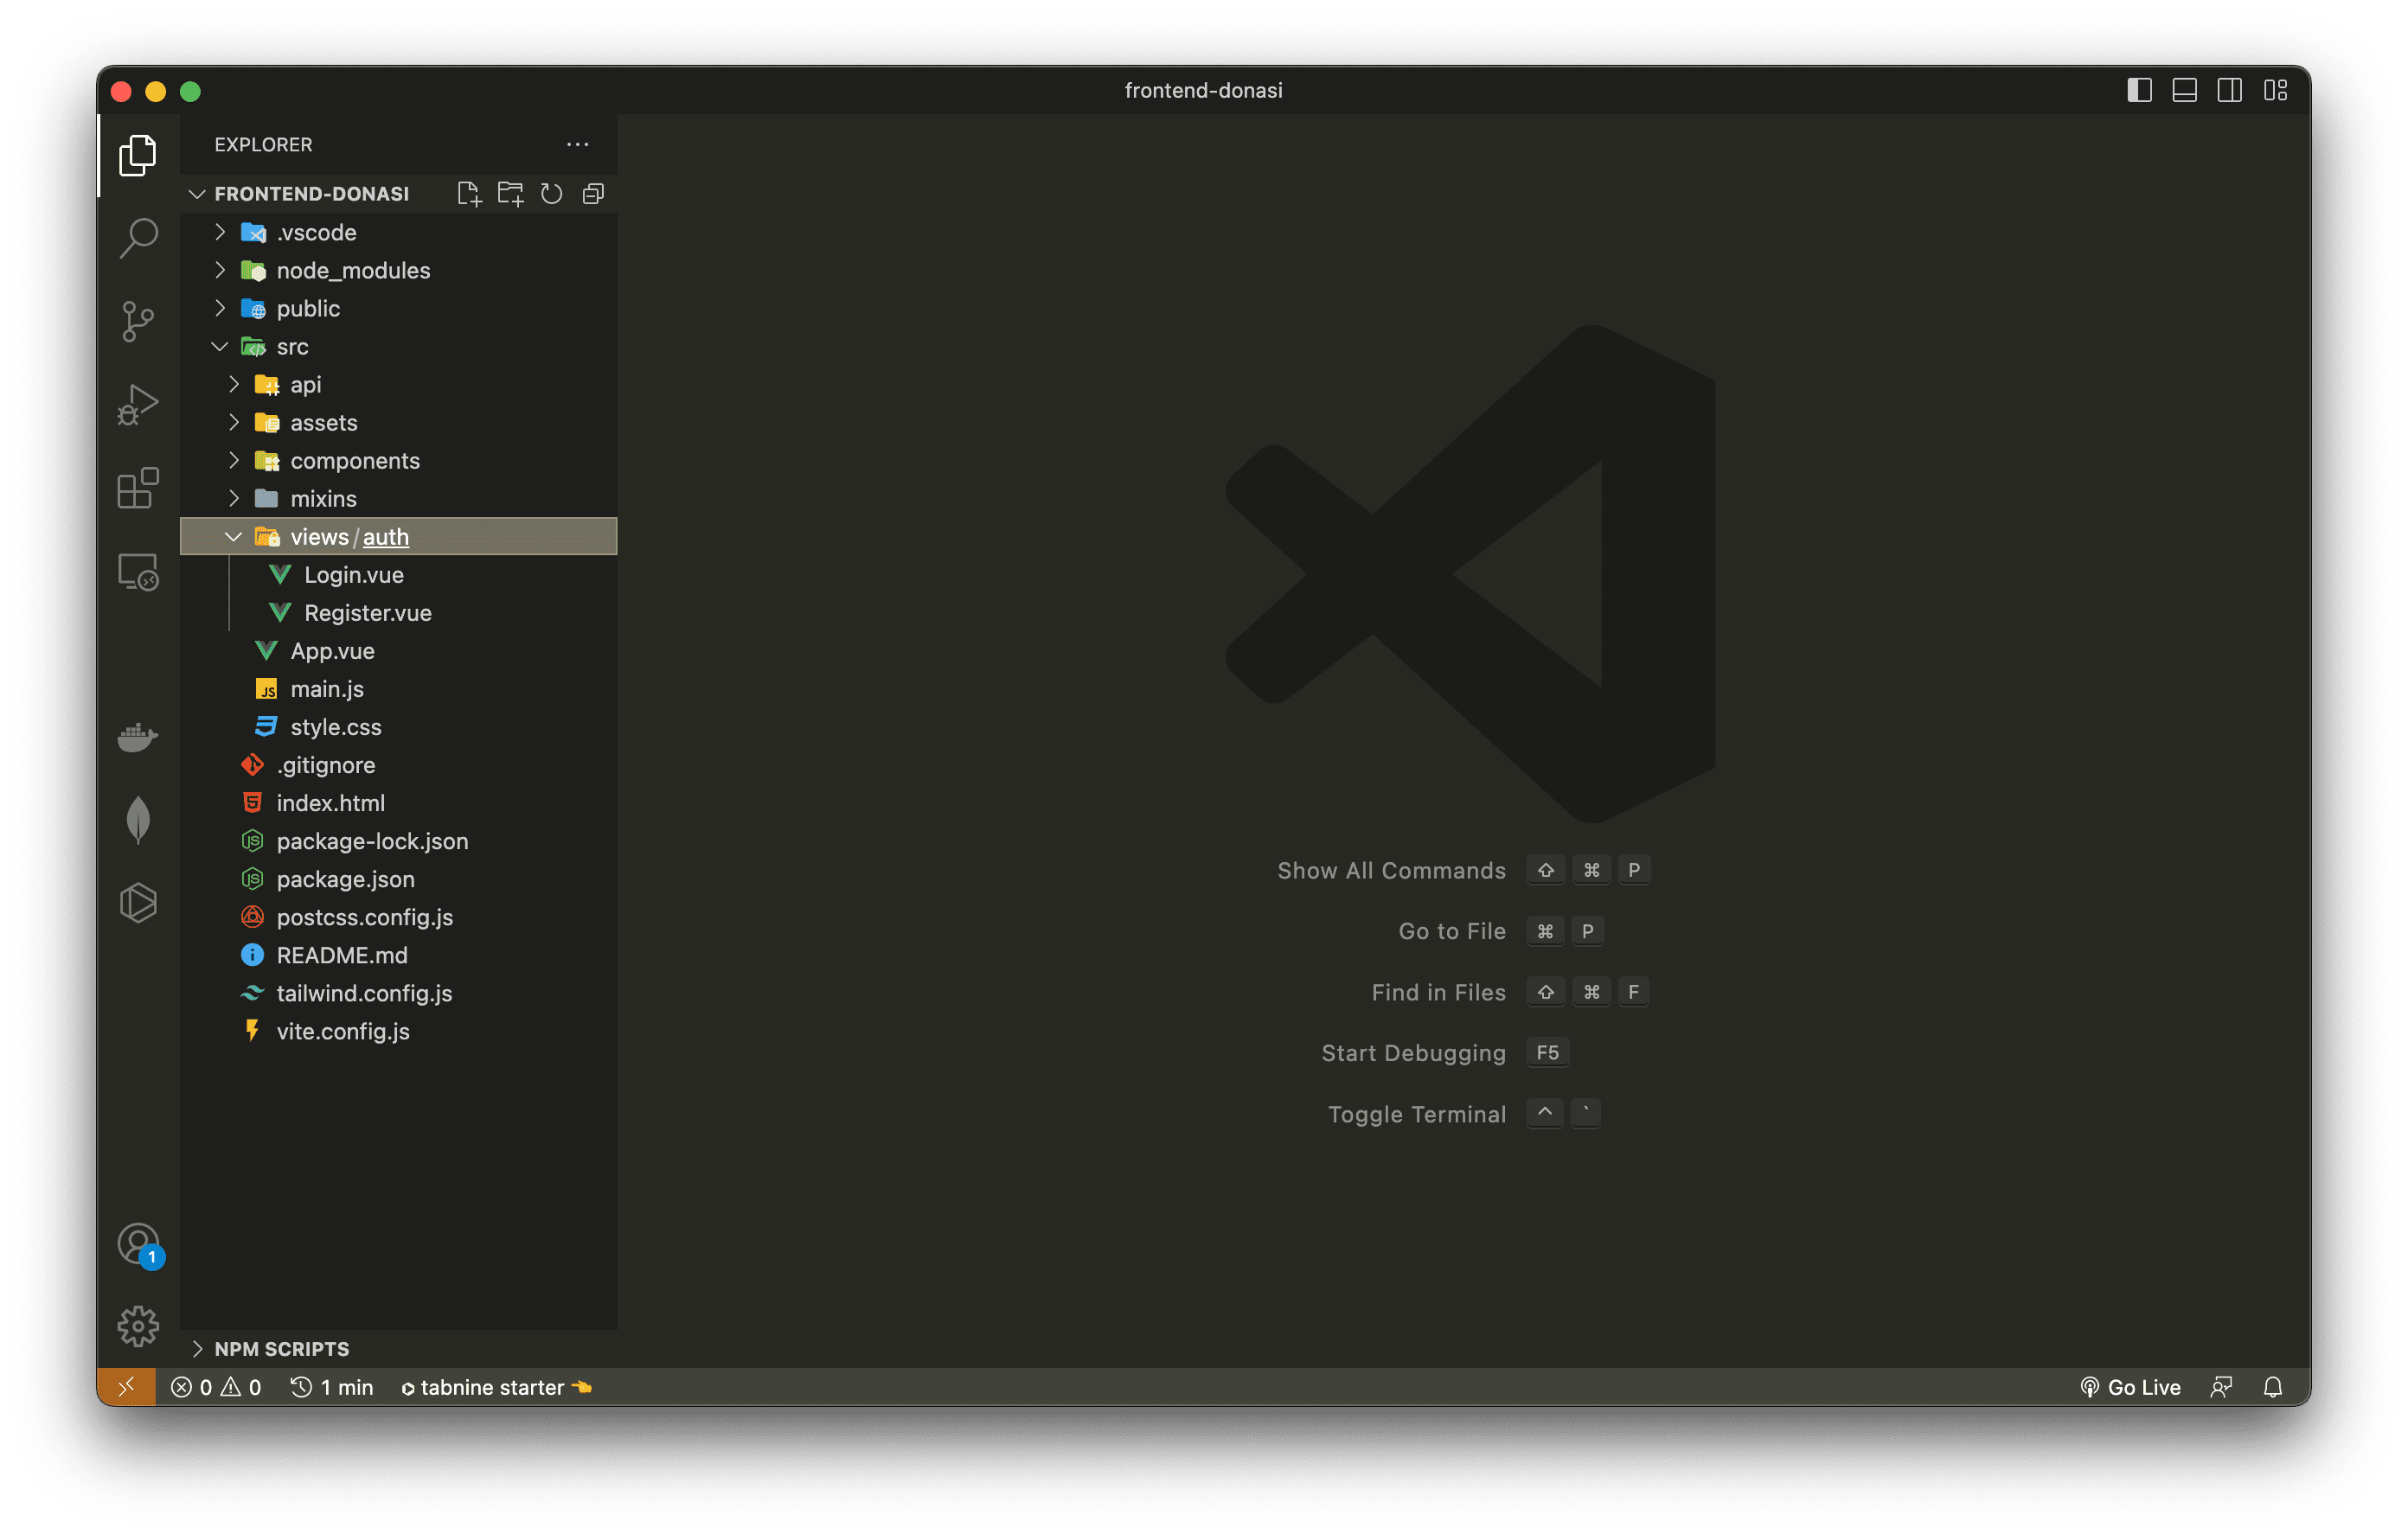 frontend-donasi
EXPLORER
FRONTEND-DONASI
.vscode
node_modules
public
src
api
assets
components
mixins
views/auth
Login.vue
Register.vue
App.vue
JS main.js
style.css
.gitignore
index.html
package-lock.json
package.json
postcss.config.js
README.md
tailwind.config.js
vite.config.js
NPM SCRIPTS
Show All Commands ⇧ ⌘ P
Go to File ⌘ P
Find in Files ⇧ ⌘ F
Start Debugging F5
Toggle Terminal ^ `
1
0 0 1 min tabnine starter 👈 Go Live